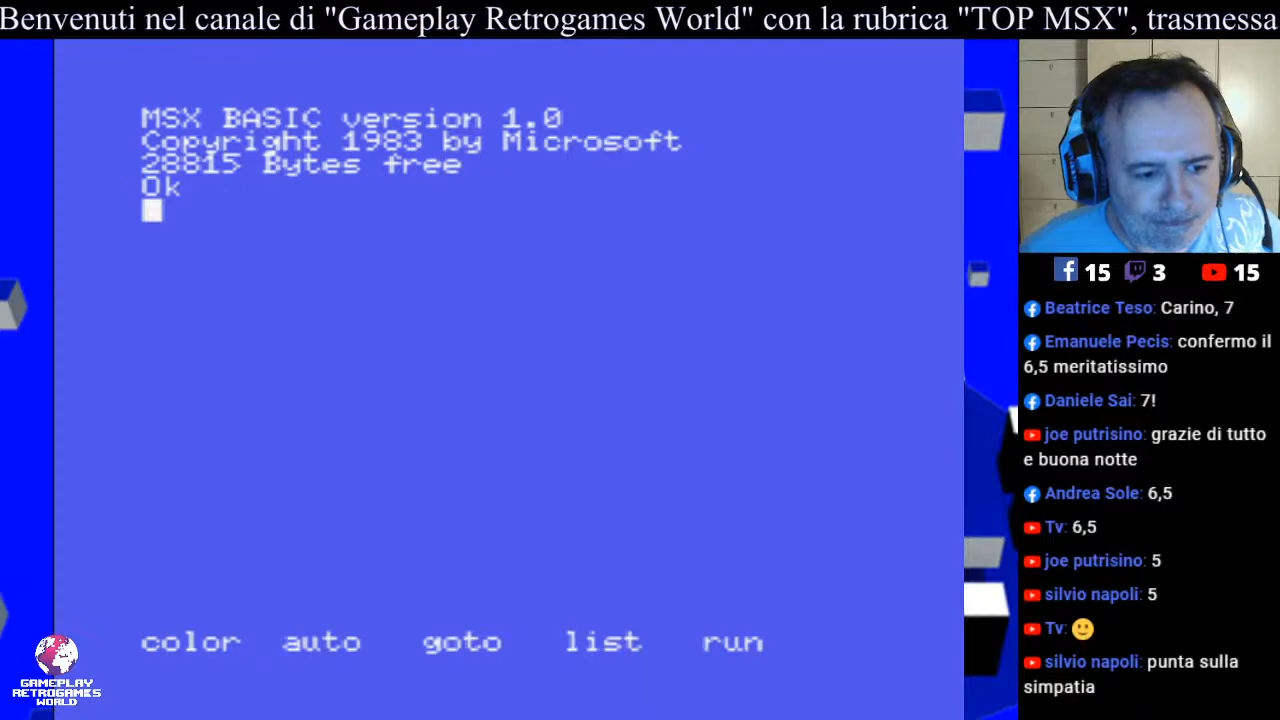 Benvenuti nel canale di "Gameplay Retrogames World" con la rubrica "TOP MSX", trasmessa
MSX BASIC version 1.0
Copyright 1983 by Microsoft
28815 Bytes free
Ok
color auto goto list run
GAMEPLAY
RETROGAMES
WORLD
15 3 15
Beatrice Teso: Carino, 7
Emanuele Pecis: confermo il
6,5 meritatissimo
Daniele Sai: 7!
joe putrisino: grazie di tutto
e buona notte
Andrea Sole: 6,5
Tv: 6,5
joe putrisino: 5
silvio napoli: 5
Tv: 🙂
silvio napoli: punta sulla
simpatia